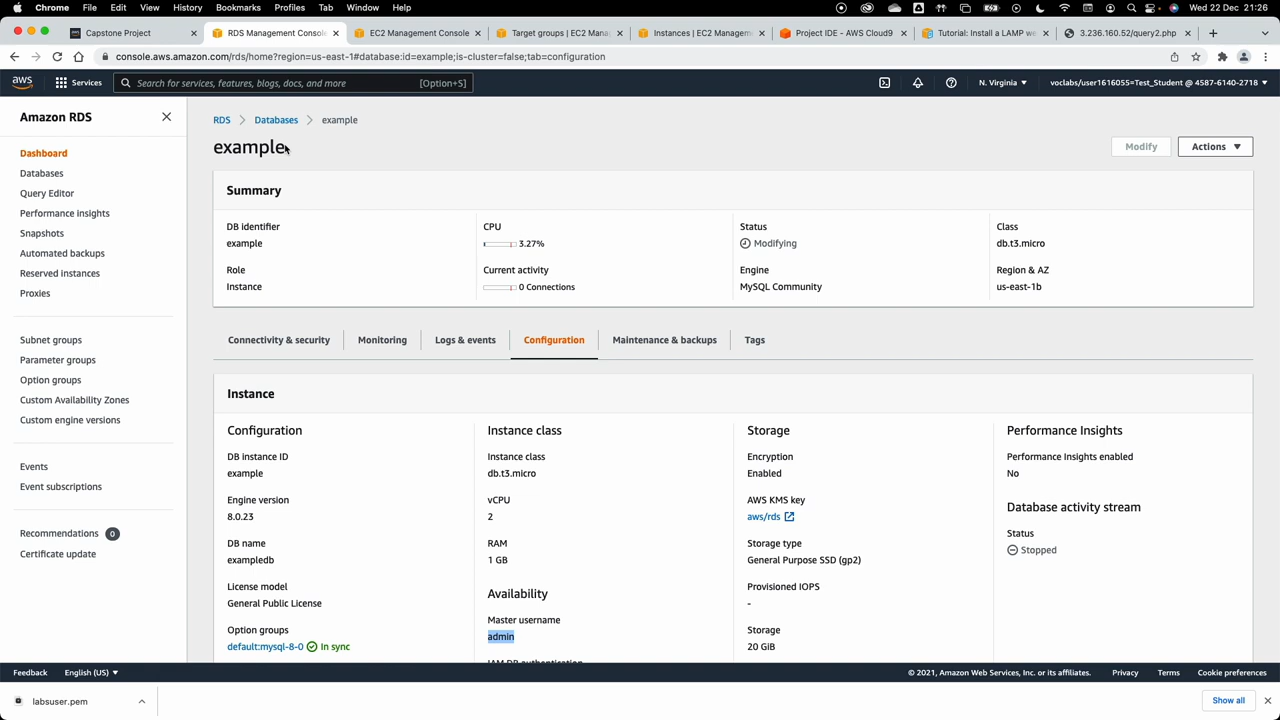 Chrome File Edit View History Bookmarks Profiles Tab Window Help Wed 22 Dec 21:26
Capstone Project RDS Management Conso EC2 Management Console Target groups | EC2 Mana Instances | EC2 Managem Project IDE - AWS Cloud9 Tutorial: Install a LAMP we 3.236.160.52/query2.php
console.aws.amazon.com/rds/home?region=us-east-1#database:id=example;is-cluster=false;tab=configuration
aws Services Search for services, features, blogs, docs, and more [Option+S] N. Virginia voclabs/user1616055=Test_Student @ 4587-6140-2718
Amazon RDS
Dashboard
Databases
Query Editor
Performance insights
Snapshots
Automated backups
Reserved instances
Proxies
Subnet groups
Parameter groups
Option groups
Custom Availability Zones
Custom engine versions
Events
Event subscriptions
Recommendations 0
Certificate update
RDS > Databases > example
example
Modify Actions
Summary
DB identifier
example
CPU
3.27%
Status
Modifying
Class
db.t3.micro
Role
Instance
Current activity
0 Connections
Engine
MySQL Community
Region & AZ
us-east-1b
Connectivity & security Monitoring Logs & events Configuration Maintenance & backups Tags
Instance
Configuration
DB instance ID
example
Engine version
8.0.23
DB name
exampledb
License model
General Public License
Option groups
default:mysql-8-0 In sync
Instance class
Instance class
db.t3.micro
vCPU
2
RAM
1 GB
Availability
Master username
admin
IAM DB authentication
Storage
Encryption
Enabled
AWS KMS key
aws/rds
Storage type
General Purpose SSD (gp2)
Provisioned IOPS
-
Storage
20 GiB
Performance Insights
Performance Insights enabled
No
Database activity stream
Status
Stopped
Feedback English (US) © 2021, Amazon Web Services, Inc. or its affiliates. Privacy Terms Cookie preferences
labsuser.pem Show all